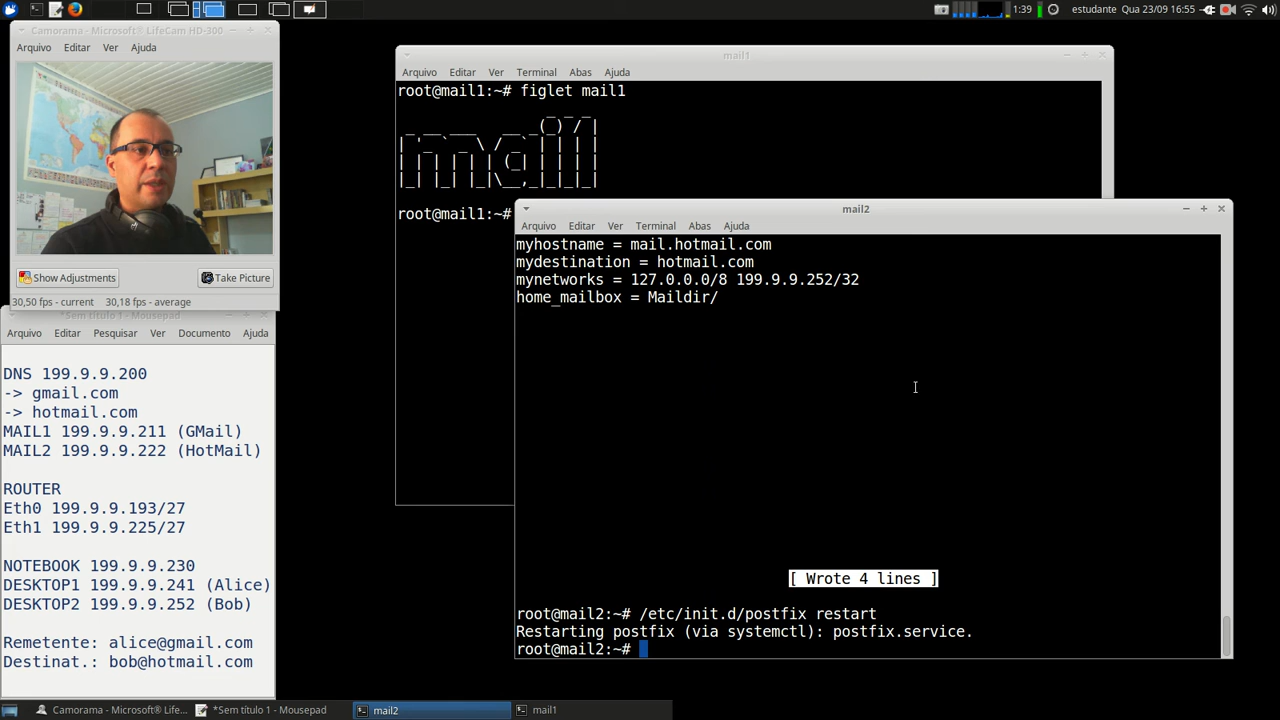 1:39
estudante Qua 23/09 16:55
Camorama - Microsoft® LifeCam HD-300
Arquivo Editar Ver Ajuda
Show Adjustments
Take Picture
30,50 fps - current 30,18 fps - average
*Sem título 1 - Mousepad
Arquivo Editar Pesquisar Ver Documento Ajuda
DNS 199.9.9.200
-> gmail.com
-> hotmail.com
MAIL1 199.9.9.211 (GMail)
MAIL2 199.9.9.222 (HotMail)
ROUTER
Eth0 199.9.9.193/27
Eth1 199.9.9.225/27
NOTEBOOK 199.9.9.230
DESKTOP1 199.9.9.241 (Alice)
DESKTOP2 199.9.9.252 (Bob)
Remetente: alice@gmail.com
Destinat.: bob@hotmail.com
mail1
Arquivo Editar Ver Terminal Abas Ajuda
root@mail1:~# figlet mail1
mail1
root@mail1:~#
mail2
Arquivo Editar Ver Terminal Abas Ajuda
myhostname = mail.hotmail.com
mydestination = hotmail.com
mynetworks = 127.0.0.0/8 199.9.9.252/32
home_mailbox = Maildir/
[ Wrote 4 lines ]
root@mail2:~# /etc/init.d/postfix restart
Restarting postfix (via systemctl): postfix.service.
root@mail2:~#
Camorama - Microsoft® LifeC...
*Sem título 1 - Mousepad
mail2
mail1